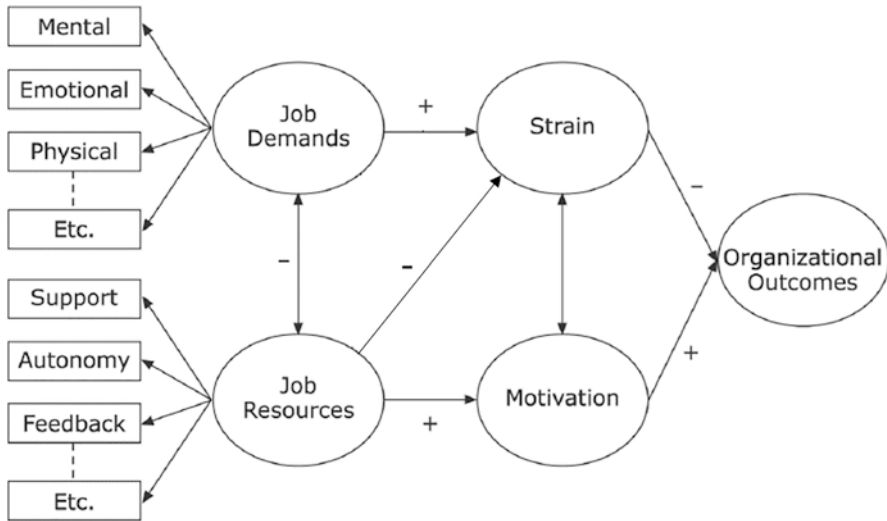 Mental
Emotional
Physical
Etc.
Support
Autonomy
Feedback
Etc.
Job
Demands
+
Strain
–
–
–
Organizational
Outcomes
Job
Resources
+
Motivation
+